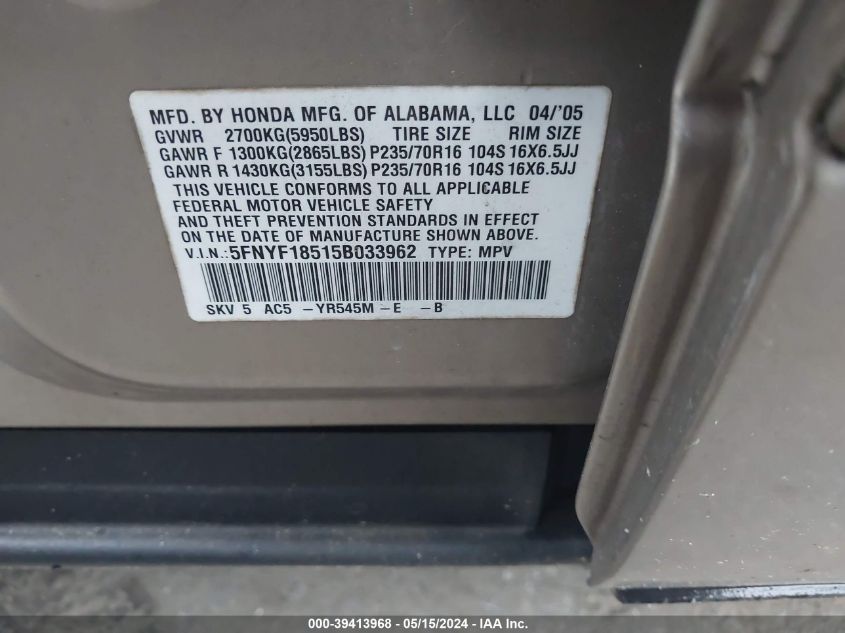 MFD. BY HONDA MFG. OF ALABAMA, LLC 04/'05
GVWR 2700KG(5950LBS) TIRE SIZE RIM SIZE
GAWR F 1300KG(2865LBS) P235/70R16 104S 16X6.5JJ
GAWR R 1430KG(3155LBS) P235/70R16 104S 16X6.5JJ
THIS VEHICLE CONFORMS TO ALL APPLICABLE
FEDERAL MOTOR VEHICLE SAFETY
AND THEFT PREVENTION STANDARDS IN EFFECT
ON THE DATE OF MANUFACTURE SHOWN ABOVE.
V.I.N.: 5FNYF18515B033962 TYPE: MPV
SKV 5 AC5 -YR545M -E -B
000-39413968 - 05/15/2024 - IAA Inc.